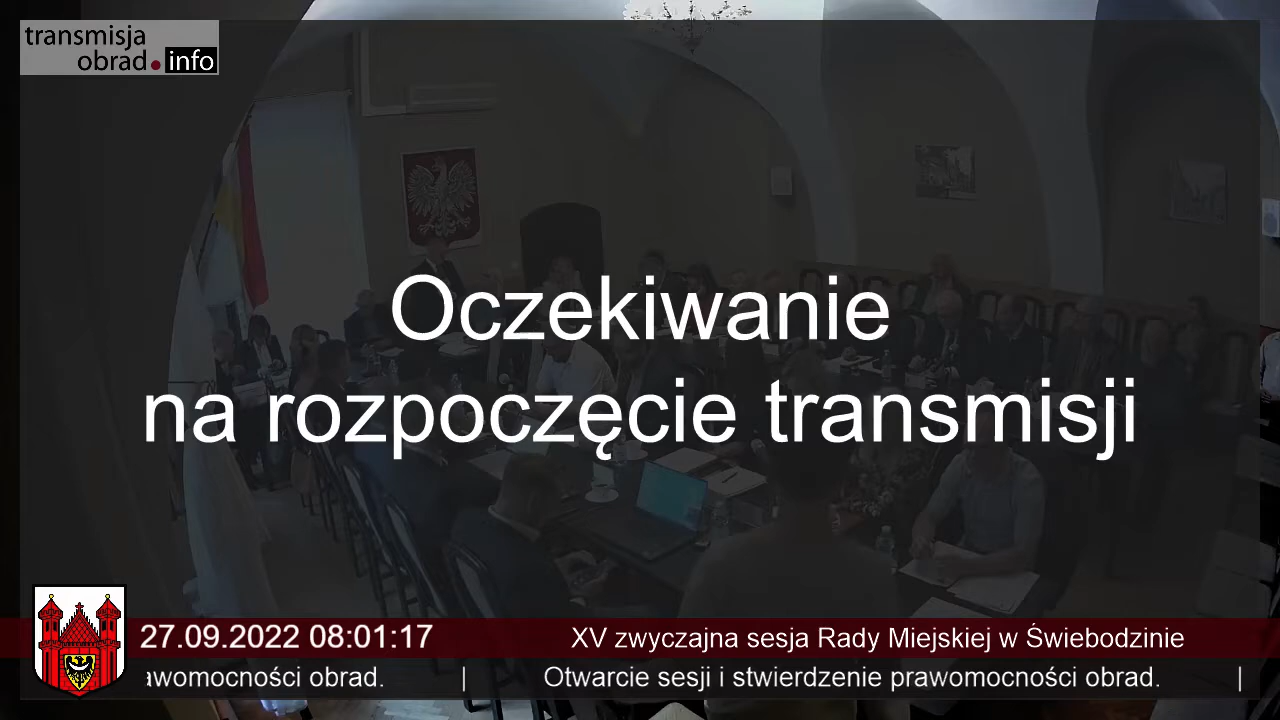 transmisja
obrad.info
Oczekiwanie
na rozpoczęcie transmisji
27.09.2022 08:01:17
XV zwyczajna sesja Rady Miejskiej w Świebodzinie
awomocności obrad. | Otwarcie sesji i stwierdzenie prawomocności obrad. |